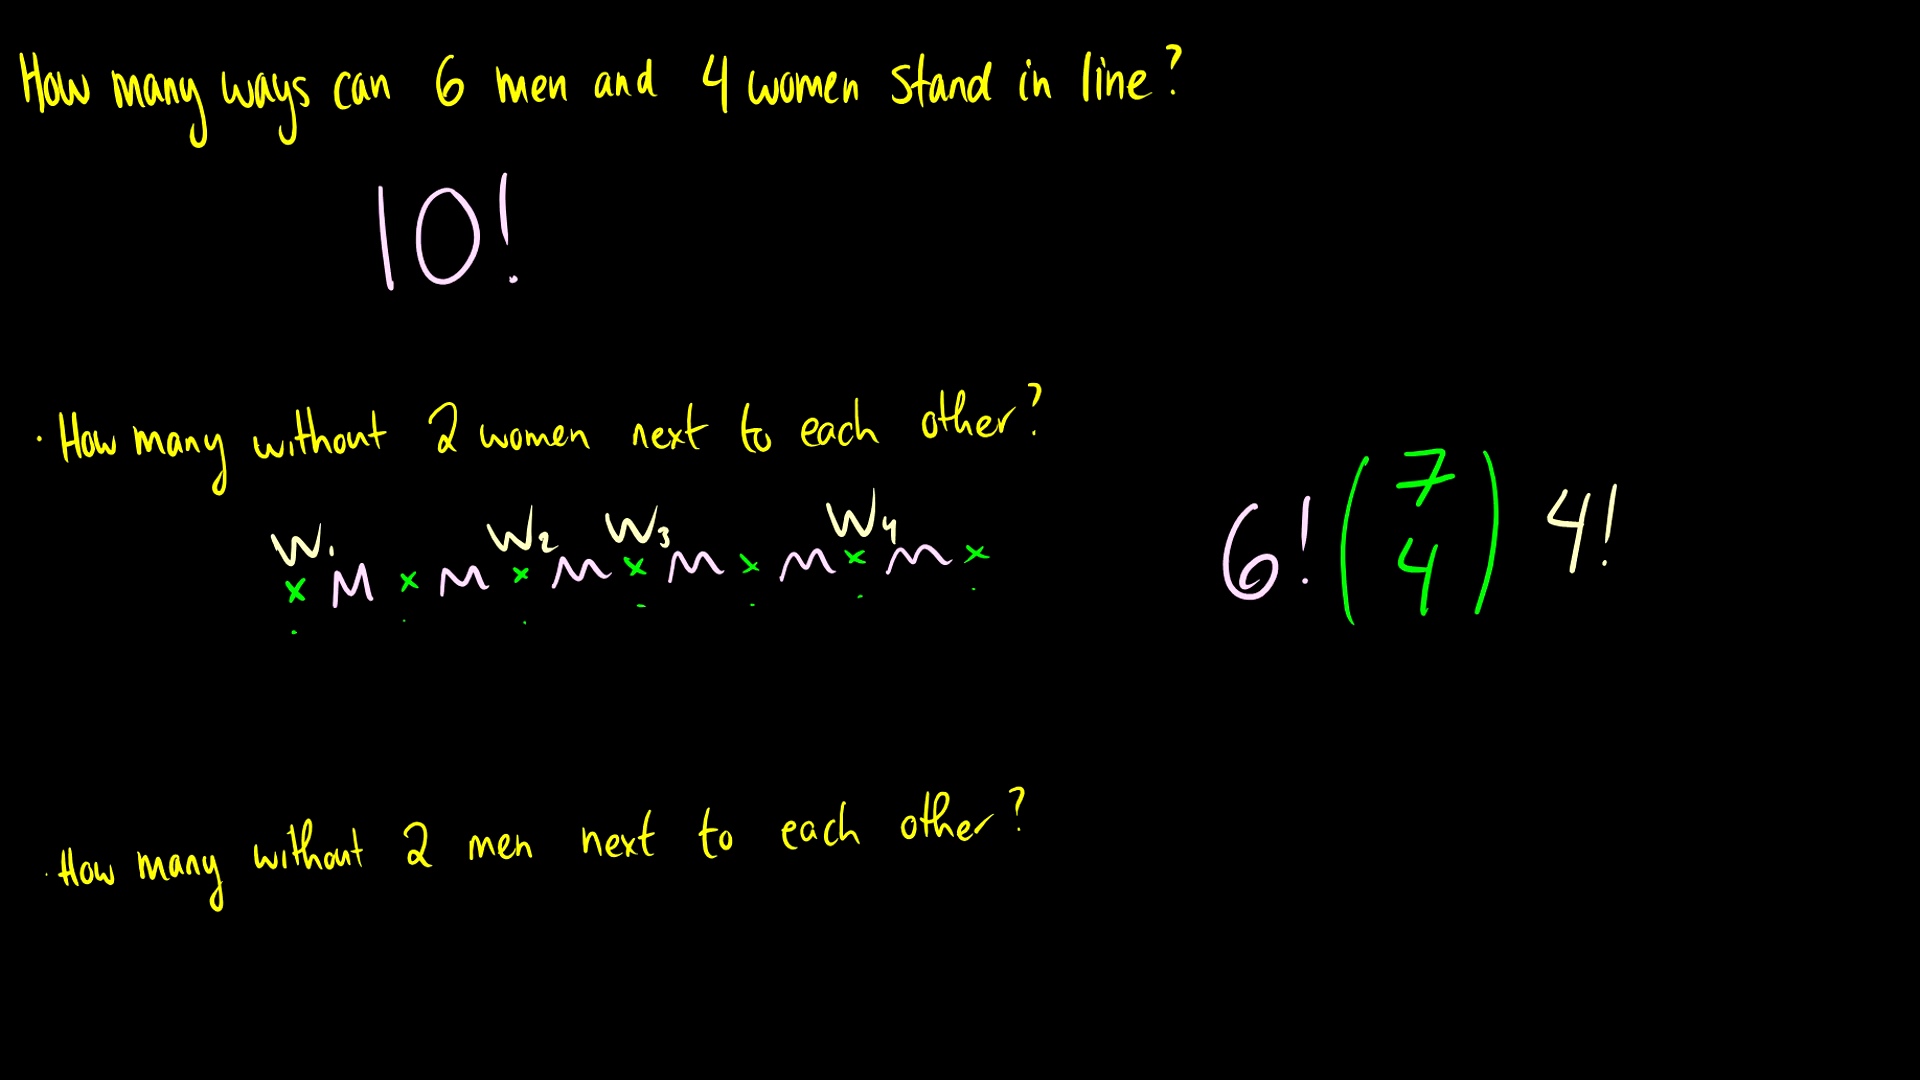 How many ways can 6 men and 4 women stand in line?
10!
· How many without 2 women next to each other?
W₁ W₂ W₃ W₄
x M x M x M x M x M x M x
6! (7 4) 4!
· How many without 2 men next to each other?